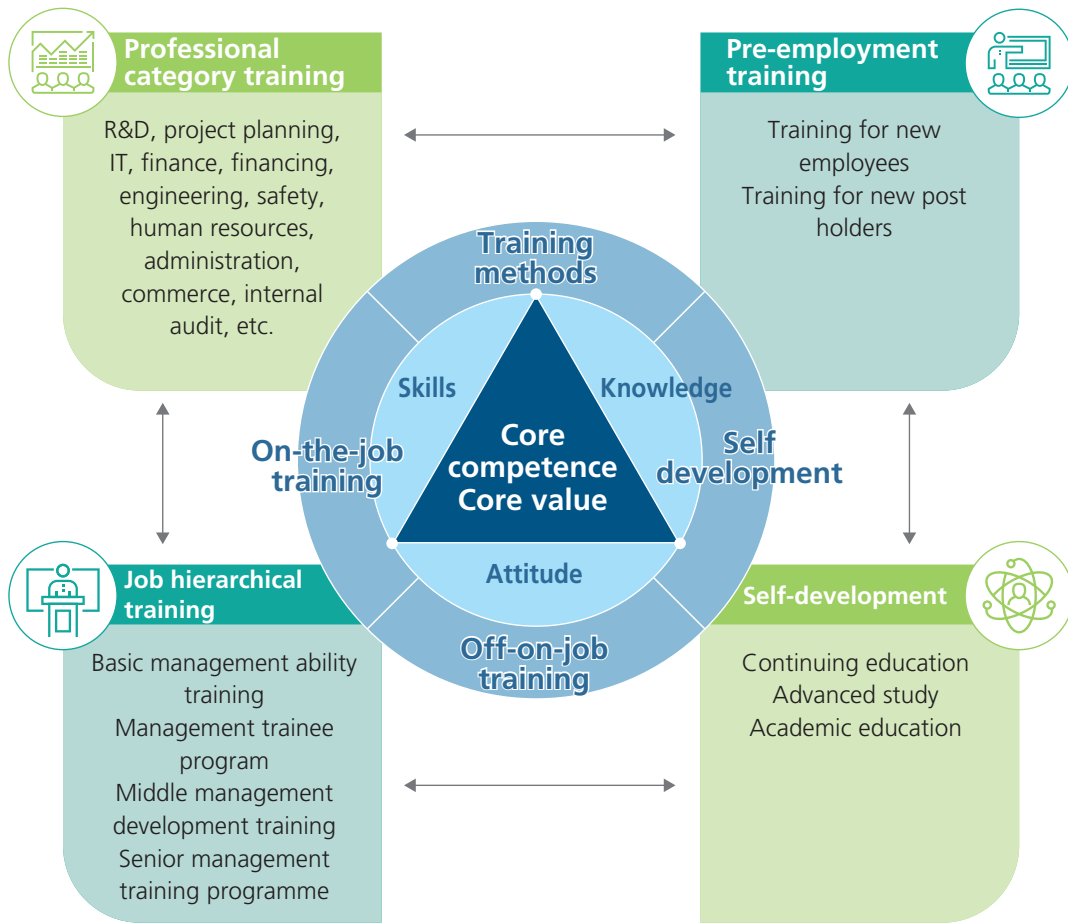 Professional
category training
R&D, project planning,
IT, finance, financing,
engineering, safety,
human resources,
administration,
commerce, internal
audit, etc.
Pre-employment
training
Training for new
employees
Training for new post
holders
Training
methods
Skills
Knowledge
On-the-job
training
Core
competence
Core value
Self
development
Attitude
Off-on-job
training
Job hierarchical
training
Basic management ability
training
Management trainee
program
Middle management
development training
Senior management
training programme
Self-development
Continuing education
Advanced study
Academic education